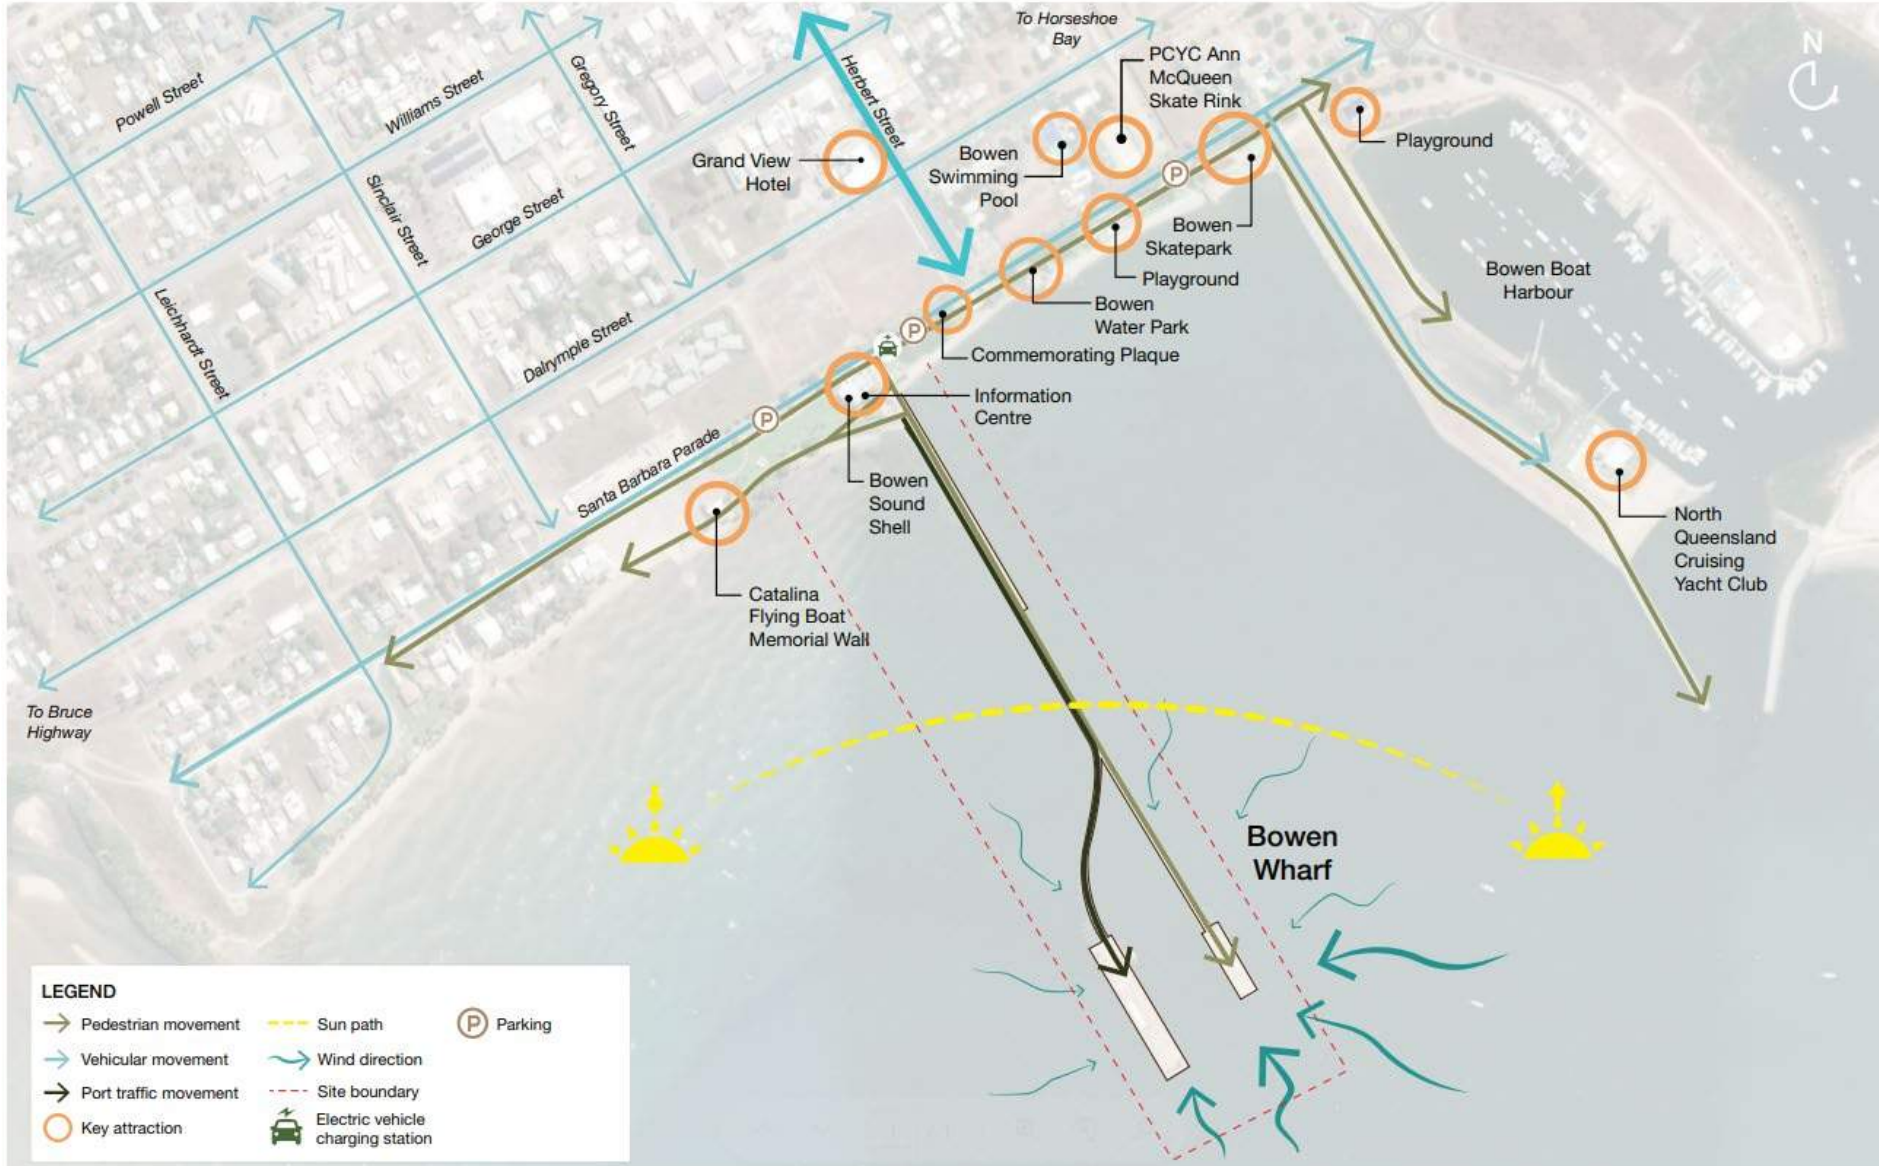 To Horseshoe
Bay
N
PCYC Ann
McQueen
Skate Rink
Powell Street
Williams Street
Gregory Street
Herbert Street
Grand View
Hotel
Bowen
Swimming
Pool
Playground
P
Sinclair Street
George Street
Bowen
Skatepark
Playground
Bowen Boat
Harbour
Leichhardt Street
Dalrymple Street
Bowen
Water Park
P
Commemorating Plaque
Information
Centre
P
Santa Barbara Parade
Bowen
Sound
Shell
North
Queensland
Cruising
Yacht Club
Catalina
Flying Boat
Memorial Wall
To Bruce
Highway
Bowen
Wharf
LEGEND
Pedestrian movement
Vehicular movement
Port traffic movement
Key attraction
Sun path
Wind direction
Site boundary
Electric vehicle
charging station
P Parking